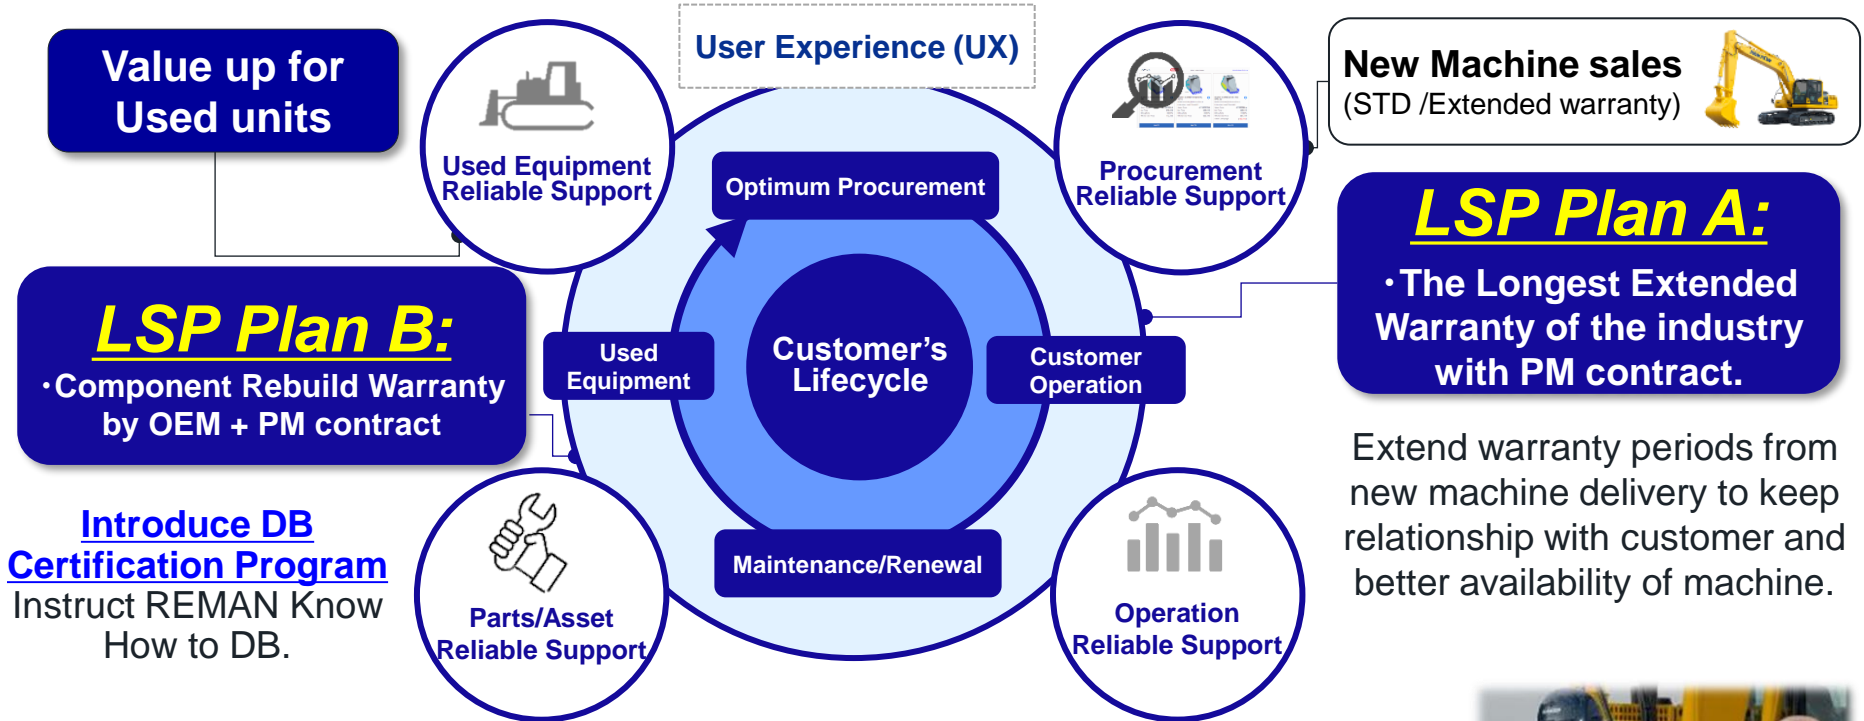 User Experience (UX)
Value up for
Used units
Used Equipment
Reliable Support
Procurement
Reliable Support
New Machine sales
(STD /Extended warranty)
Optimum Procurement
LSP Plan A:
・The Longest Extended
Warranty of the industry
with PM contract.
LSP Plan B:
・Component Rebuild Warranty
by OEM + PM contract
Used
Equipment
Customer’s
Lifecycle
Customer
Operation
Extend warranty periods from
new machine delivery to keep
relationship with customer and
better availability of machine.
Introduce DB
Certification Program
Instruct REMAN Know
How to DB.
Maintenance/Renewal
Parts/Asset
Reliable Support
Operation
Reliable Support